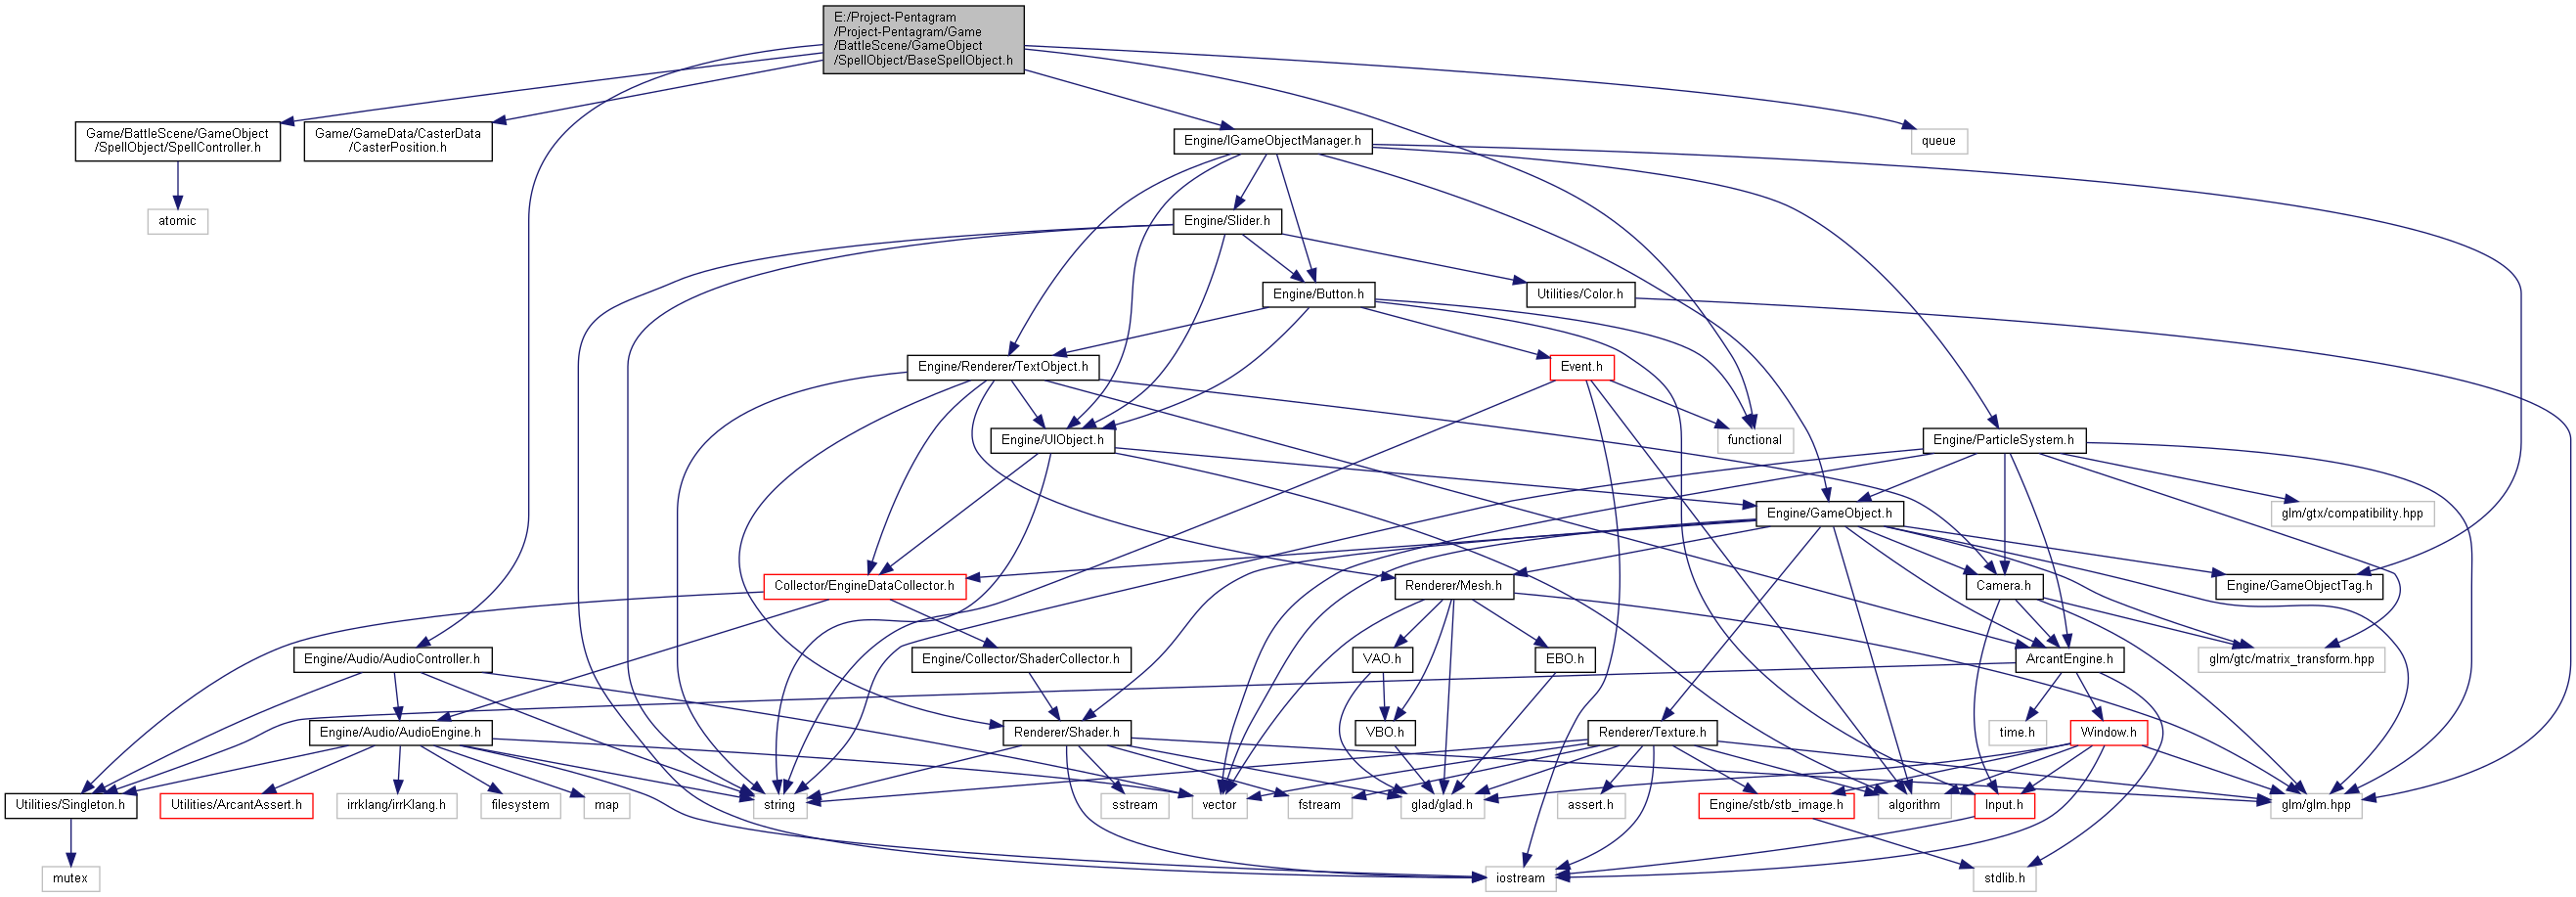 E:/Project-Pentagram
/Project-Pentagram/Game
/BattleScene/GameObject
/SpellObject/BaseSpellObject.h
Game/BattleScene/GameObject
/SpellObject/SpellController.h
Game/GameData/CasterData
/CasterPosition.h
Engine/IGameObjectManager.h
queue
atomic
Engine/Slider.h
Engine/Button.h
Utilities/Color.h
Engine/Renderer/TextObject.h
Event.h
Engine/UIObject.h
functional
Engine/ParticleSystem.h
Engine/GameObject.h
glm/gtx/compatibility.hpp
Collector/EngineDataCollector.h
Renderer/Mesh.h
Camera.h
Engine/GameObjectTag.h
Engine/Audio/AudioController.h
Engine/Collector/ShaderCollector.h
VAO.h
EBO.h
ArcantEngine.h
glm/gtc/matrix_transform.hpp
Engine/Audio/AudioEngine.h
Renderer/Shader.h
VBO.h
Renderer/Texture.h
time.h
Window.h
Utilities/Singleton.h
Utilities/ArcantAssert.h
irrklang/irrKlang.h
filesystem
map
string
sstream
vector
fstream
glad/glad.h
assert.h
Engine/stb/stb_image.h
algorithm
Input.h
glm/glm.hpp
mutex
iostream
stdlib.h